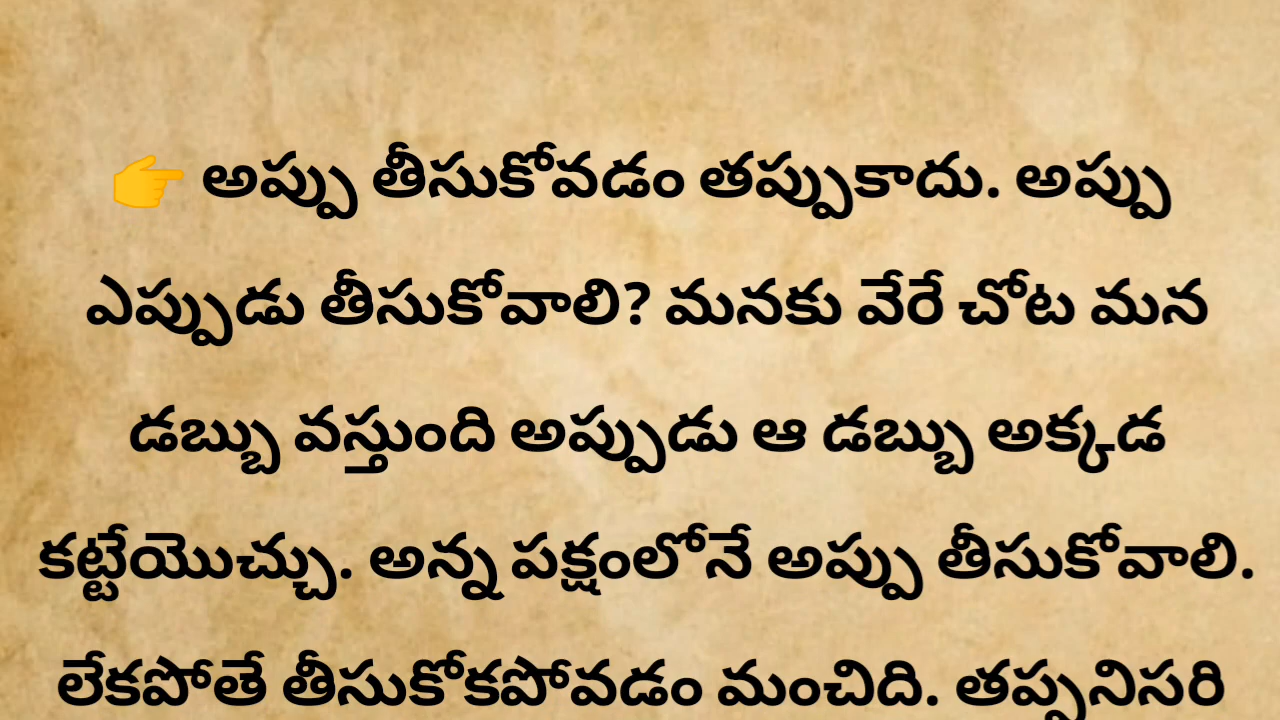 👉 అప్పు తీసుకోవడం తప్పుకాదు. అప్పు
ఎప్పుడు తీసుకోవాలి? మనకు వేరే చోట మన
డబ్బు వస్తుంది అప్పుడు ఆ డబ్బు అక్కడ
కట్టేయొచ్చు. అన్న పక్షంలోనే అప్పు తీసుకోవాలి.
లేకపోతే తీసుకోకపోవడం మంచిది. తప్పనిసరి